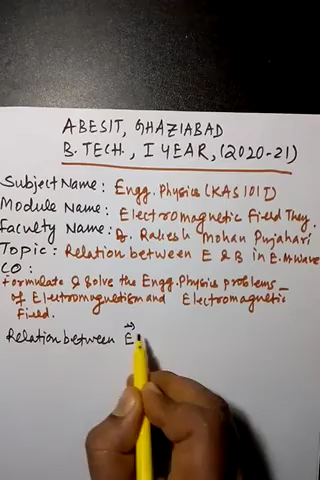 ABESIT, GHAZIABAD
B. TECH., I YEAR, (2020-21)
Subject Name: Engg. Physics (KAS 101T)
Module Name: Electromagnetic Field They.
Faculty Name: Dr. Rakesh Mohan Pujahari
Topic: Relation between E & B in E.M Wave
CO:
Formulate & Solve the Engg. Physics problems
of Electromagnetism and Electromagnetic
Field.
Relation between E